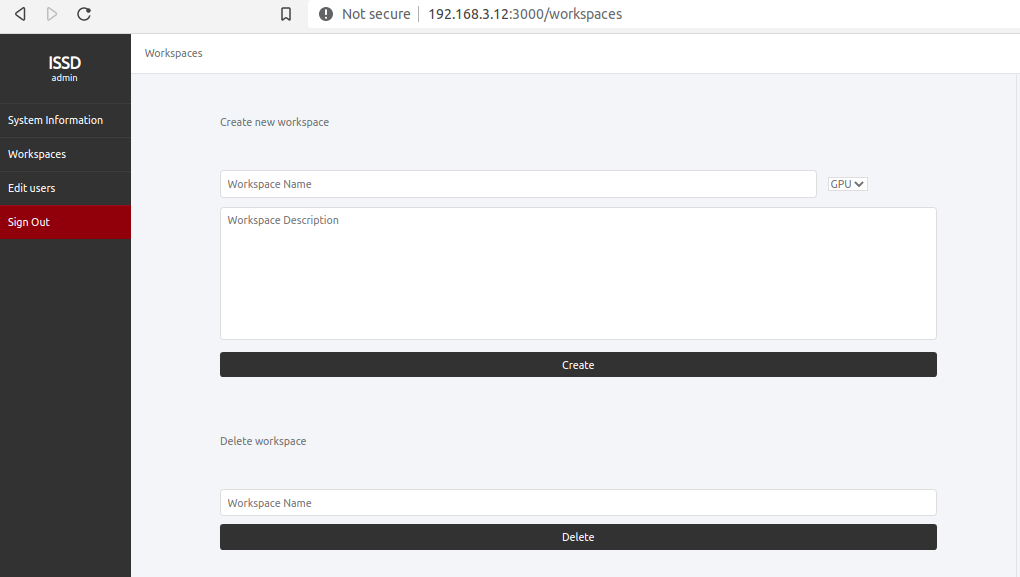 Not secure 192.168.3.12:3000/workspaces
ISSD
admin
System Information
Workspaces
Edit users
Sign Out
Workspaces
Create new workspace
Workspace Name
GPU
Workspace Description
Create
Delete workspace
Workspace Name
Delete